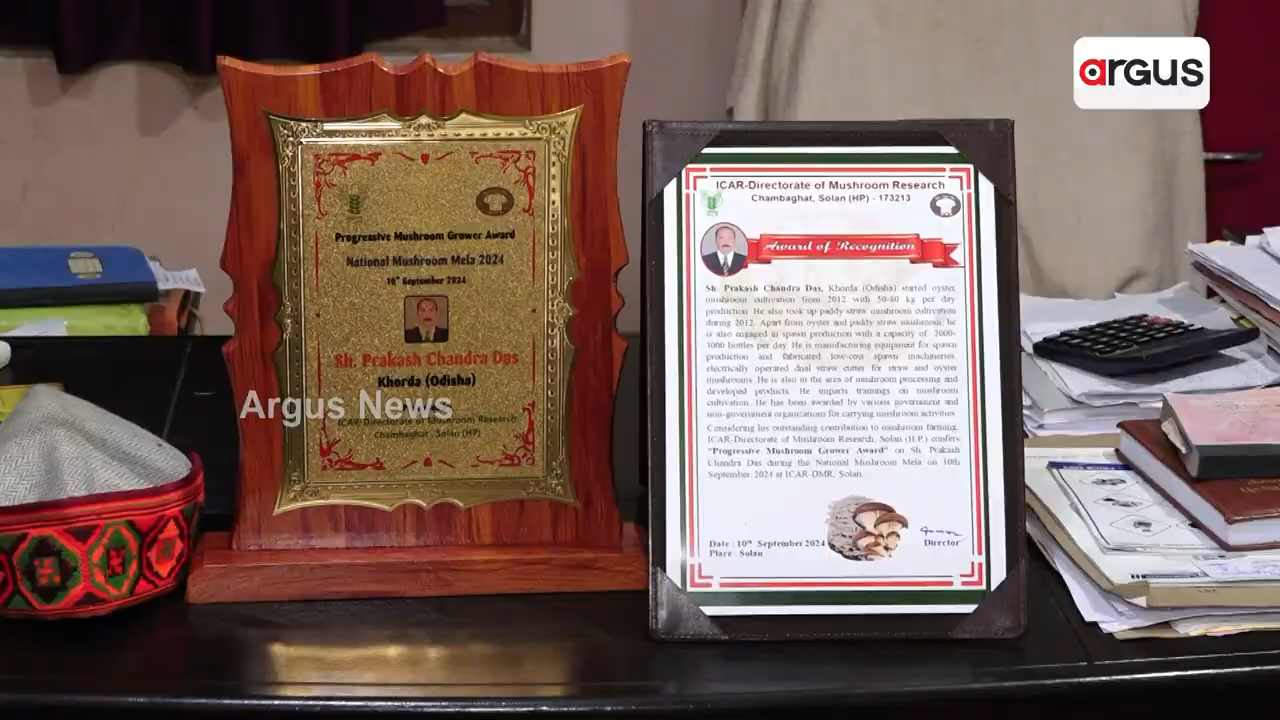 argus
Progressive Mushroom Grower Award
National Mushroom Mela 2024
10th September 2024
Sh. Prakash Chandra Das
Khorda (Odisha)
Argus News
ICAR-Directorate of Mushroom Research
Chambaghat, Solan (HP)
ICAR-Directorate of Mushroom Research
Chambaghat, Solan (HP) - 173213
Award of Recognition
Sh. Prakash Chandra Das, Khorda (Odisha) started oyster
mushroom cultivation from 2012 with 50-80 kg per day
production. He also took up paddy straw mushroom cultivation
during 2012. Apart from oyster and paddy straw mushroom, he
is also engaged in spawn production with a capacity of 2000-
3000 bottles per day. He is manufacturing equipment for spawn
production and fabricated low-cost spawn machineries,
electrically operated dual straw cutter for straw and oyster
mushrooms. He is also in the area of mushroom processing and
developed products. He imparts trainings on mushroom
cultivation. He has been awarded by various government and
non-government organizations for carrying mushroom activities
Considering his outstanding contribution to mushroom farming,
ICAR-Directorate of Mushroom Research, Solan (H.P.) confers
"Progressive Mushroom Grower Award" on Sh. Prakash
Chandra Das during the National Mushroom Mela on 10th
September, 2024 at ICAR-DMR, Solan.
Date : 10th September 2024
Place : Solan
Director